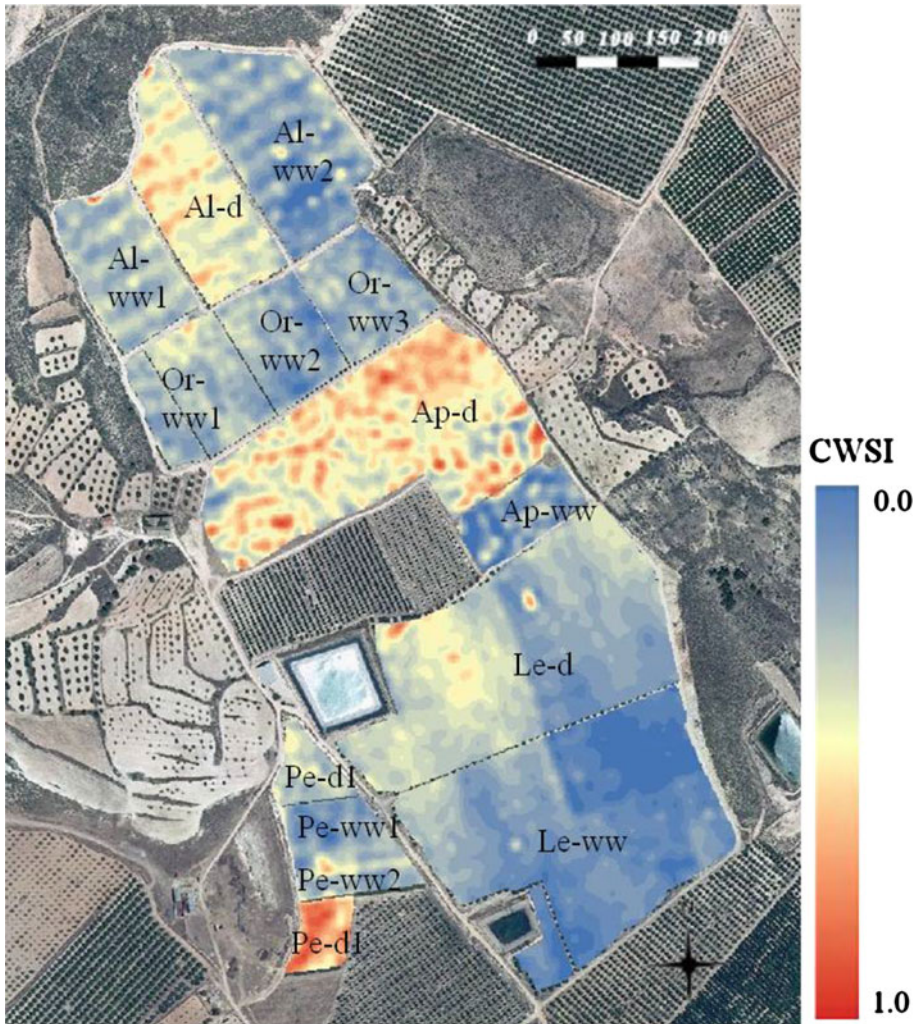 0 50 100 150 200
Al-
ww2
Al-d
Al-
ww1
Or-
ww3
Or-
ww2
Or-
ww1
Ap-d
Ap-ww
Le-d
Pe-d1
Pe-ww1
Le-ww
Pe-ww2
Pe-d1
CWSI
0.0
1.0